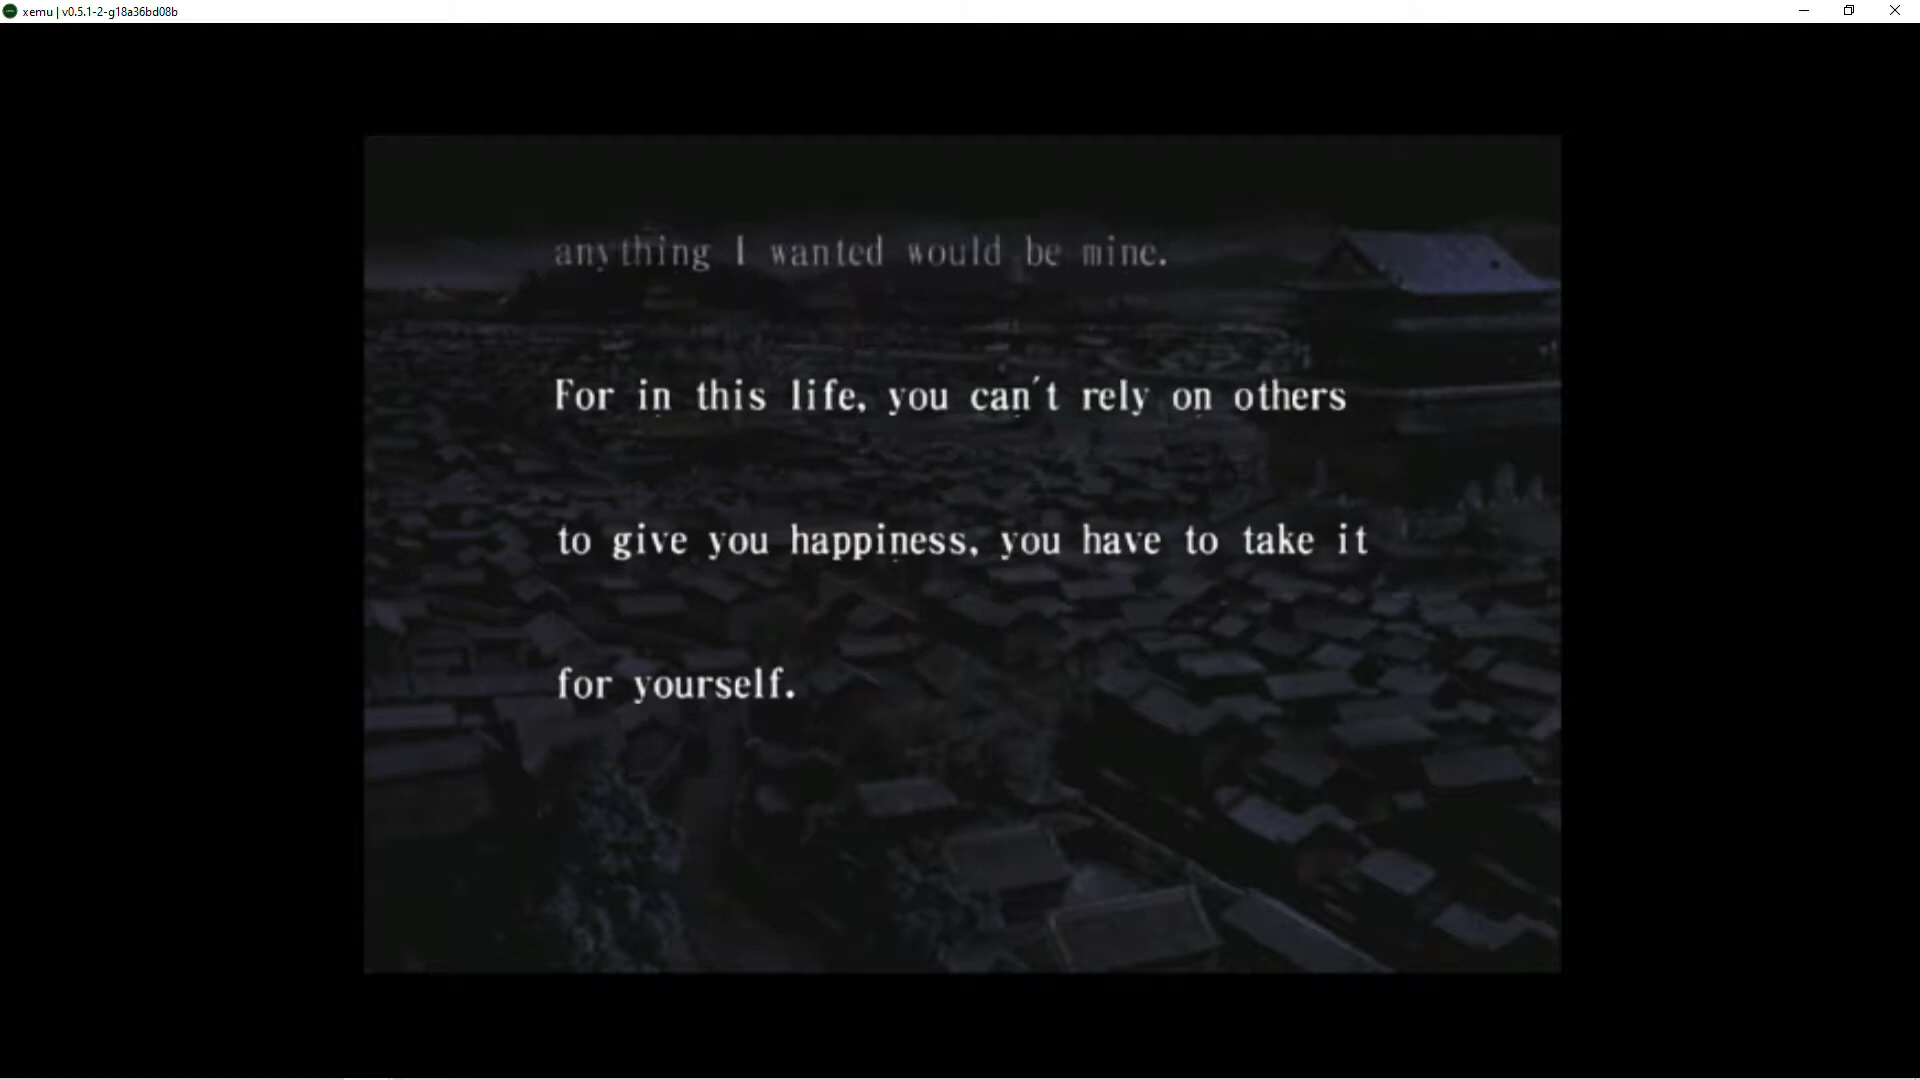 xemu | v0.5.1-2-g18a36bd08b
anything I wanted would be mine.
For in this life, you can't rely on others
to give you happiness, you have to take it
for yourself.